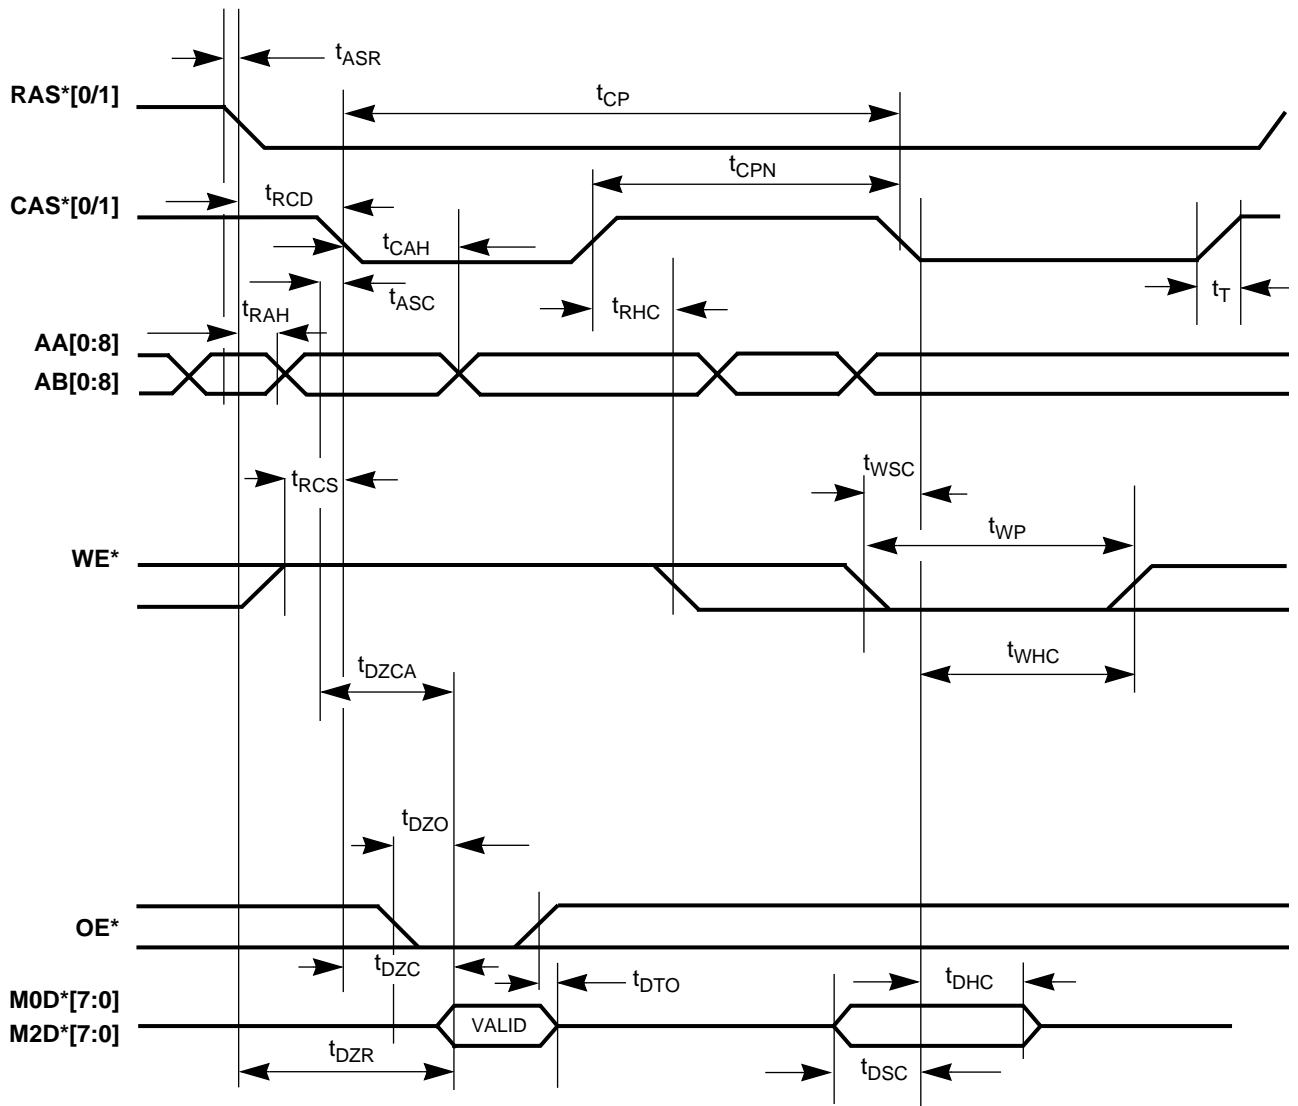 tASR
RAS*[0/1]
tCP
tCPN
tRCD
CAS*[0/1]
tCAH
tASC
tT
tRAH
tRHC
AA[0:8]
AB[0:8]
tWSC
tRCS
tWP
WE*
tWHC
tDZCA
tDZO
OE*
tDZC
tDTO
tDHC
M0D*[7:0]
VALID
M2D*[7:0]
tDZR
tDSC